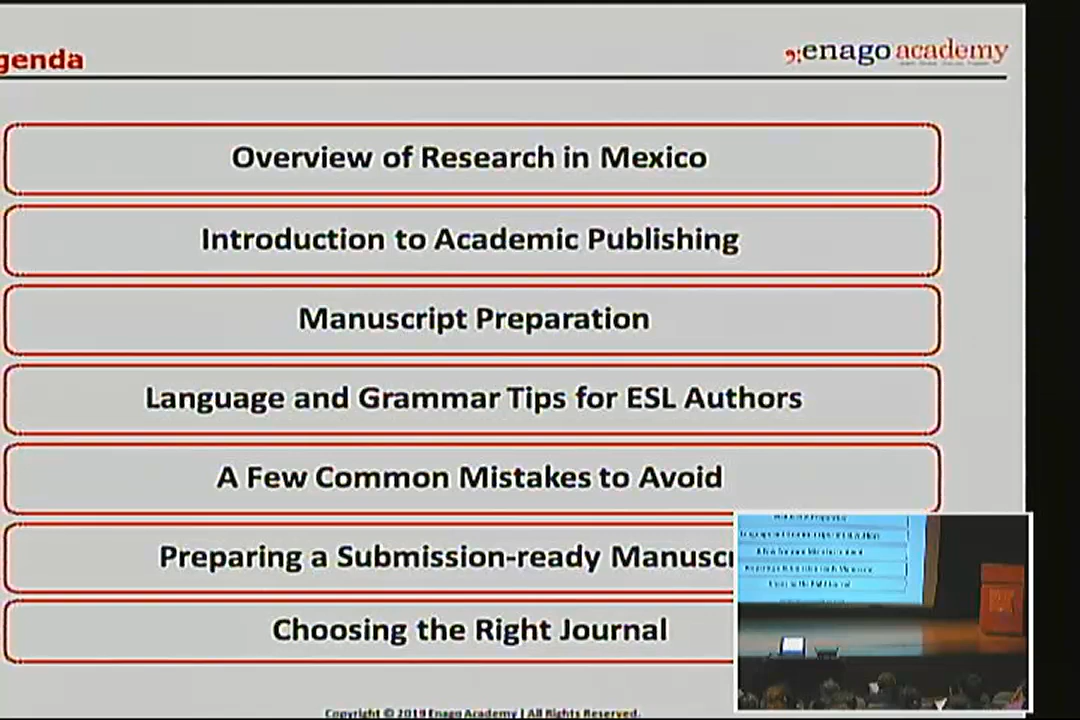 genda
enago academy
Overview of Research in Mexico
Introduction to Academic Publishing
Manuscript Preparation
Language and Grammar Tips for ESL Authors
A Few Common Mistakes to Avoid
Preparing a Submission-ready Manusc
Choosing the Right Journal
Copyright © 2019 Enago Academy | All Rights Reserved.